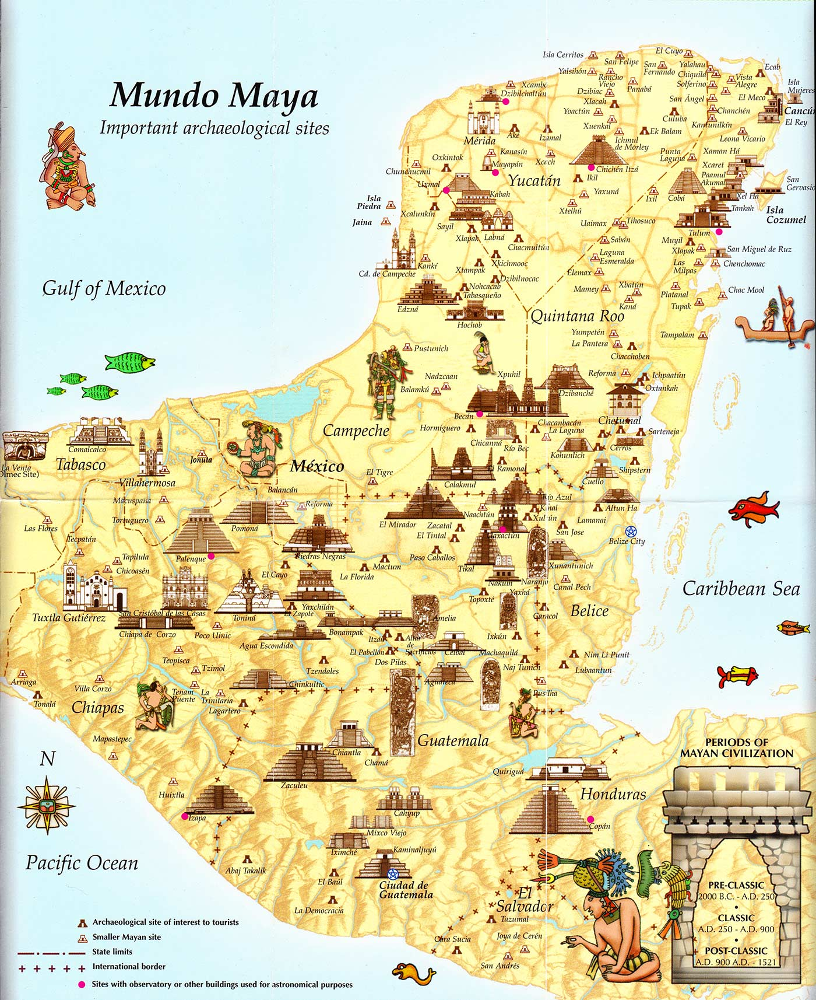 Mundo Maya
Important archaeological sites
Isla Cerritos
San Felipe
El Cuyo
Yalsihón
Rancho
Viejo
San
Fernando
Yalahau
Chiquilá
Solferino
Vista
Alegre
Ecab
Isla
Mujeres
Xcambó
Dzibilchaltún
Dzibiac
Panabá
Xlacah
San Ángel
El Meco
Cancún
Yoactún
Culuba
Chanchén
Kantunilkín
El Rey
Xuenkal
Mérida
Aké
Izamal
Ichmul
de Morley
Ek Balam
Leona Vicario
Punta
Laguna
Xaman Há
Oxkintok
Kanasín
Xcoch
Xcaret
Chunchucmil
Mayapán
Chichén Itzá
Paamul
Akumal
San
Gervasio
Uxmal
Yucatán
Ikil
Kabah
Yaxuná
Ixil
Cobá
Xel Há
Isla
Piedra
Xtelhú
Tankah
Isla
Cozumel
Xcalunkín
Jaina
Sayil
Uaimax
Tihosuco
Tulum
Xlapak
Labná
Sabán
Muyil
Chacmultún
Xlapak
San Miguel de Ruz
Laguna
Esmeralda
Kankí
Xkichmooc
Las
Milpas
Chenchomac
Cd. de Campeche
Xtampak
Elemax
Dzibilnocac
Gulf of Mexico
Nohcacab
Mamey
Xbatún
Platanal
Chac Mool
Tabasqueño
Edzná
Kaná
Tupak
Hochob
Quintana Roo
Yumpetén
Tampalam
La Pantera
Pustunich
Chacchoben
Nadzcaan
Xpuhil
Reforma
Ichpaatún
Balamkú
Dzibanché
Oxtankah
Becán
Chacanbacán
Chetumal
Campeche
Hormiguero
La Laguna
Sarteneja
Comalcalco
Chicanná
Río Bec
Cerros
La Venta
(Olmec Site)
Tabasco
Jonuta
México
Kohunlich
El Tigre
El Ramonal
Shipstern
Villahermosa
Calakmul
Cuello
Balancán
Macuspana
Reforma
Río Azul
Tortuguero
Naachtún
Kinal
Altun Ha
Las Flores
Pomoná
El Mirador
Zacatal
Xultún
Lamanai
Tecpatán
El Tintal
Uaxactún
San Jose
Belize City
Tapilula
Palenque
Piedras Negras
Paso Caballos
Chicoasén
El Cayo
Mactum
Tikal
Xunantunich
La Florida
Nakum
Naranjo
Canal Pech
Caribbean Sea
Topoxté
Yaxhá
Tuxtla Gutiérrez
San Cristóbal de las Casas
Toniná
Yaxchilán
El Zapote
Amelia
Caracol
Belice
Chiapa de Corzo
Poco Uinic
Bonampak
Itzán
Altar
de
Sacrificios
Ixkún
Agua Escondida
El Pabellón
Ceibal
Machaquilá
Nim Li Punit
Teopisca
Dos Pilas
Naj Tunich
Tzimol
Tzendales
Lubaantun
Arriaga
Villa Corzo
Chinkultic
Aguateca
Tenam
Puente
La
Trinitaria
Pus Iha
Tonalá
Chiapas
Lagartero
Mapastepec
Guatemala
Chiantla
N
Chamá
PERIODS OF
MAYAN CIVILIZATION
Quiriguá
Zaculeu
Huixtla
Honduras
Cahyup
Izapa
Copán
Mixco Viejo
Iximché
Kaminaljuyú
Pacific Ocean
Abaj Takalik
El Baúl
Ciudad de
Guatemala
PRE-CLASSIC
2000 B.C. - A.D. 250
•
CLASSIC
A.D. 250 - A.D. 900
•
POST-CLASSIC
A.D. 900 A.D. - 1521
El
Salvador
La Democracia
Tazumal
Cara Sucia
Joya de Cerén
San Andrés
Archaeological site of interest to tourists
Smaller Mayan site
State limits
International border
Sites with observatory or other buildings used for astronomical purposes